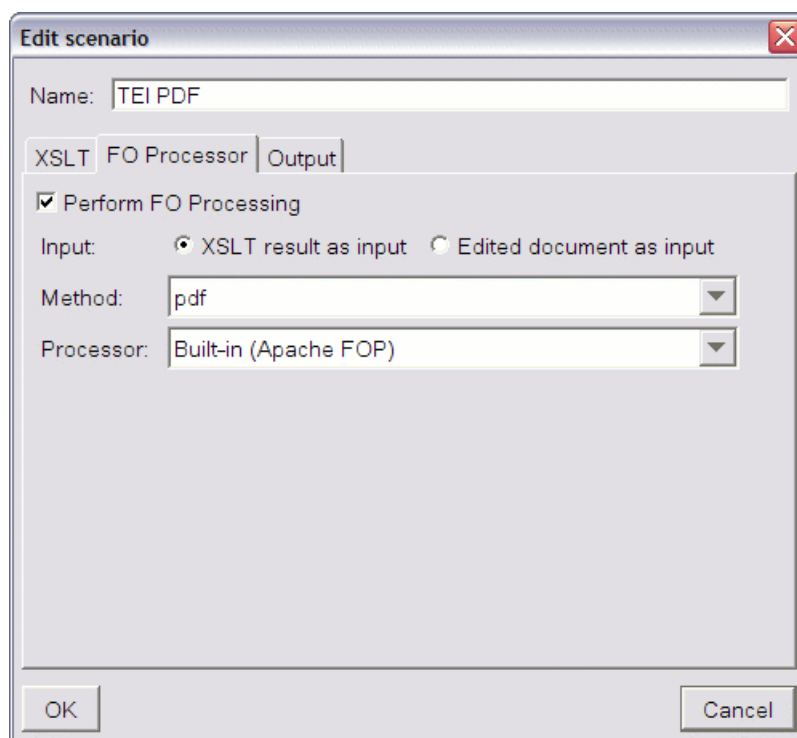 Edit scenario
Name: TEI PDF
XSLT FO Processor Output
Perform FO Processing
Input: XSLT result as input Edited document as input
Method: pdf
Processor: Built-in (Apache FOP)
OK Cancel